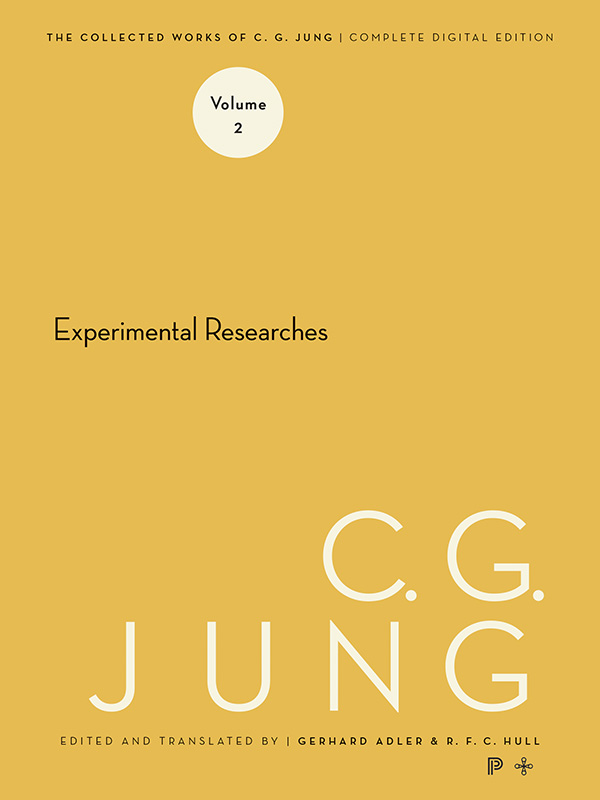 THE COLLECTED WORKS OF C. G. JUNG | COMPLETE DIGITAL EDITION
Volume
2
Experimental Researches
C. G.
JUNG
EDITED AND TRANSLATED BY | GERHARD ADLER & R. F. C. HULL